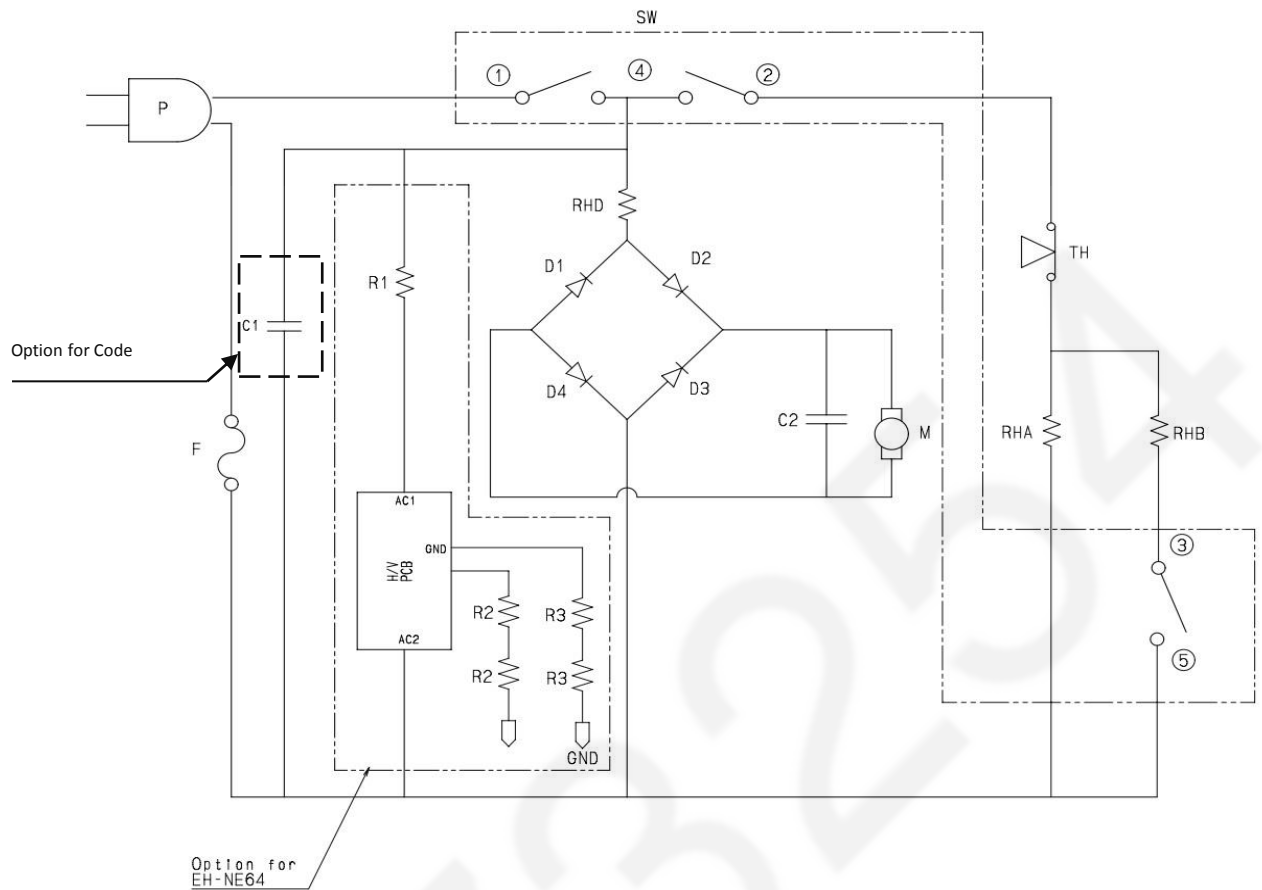 SW
P
①
④
②
RHD
D1
D2
TH
R1
C1
Option for Code
D4
D3
C2
M
RHA
RHB
F
AC1
GND
H/V
PCB
AC2
③
R2
R3
R2
R3
⑤
GND
Option for
EH-NE64
3254